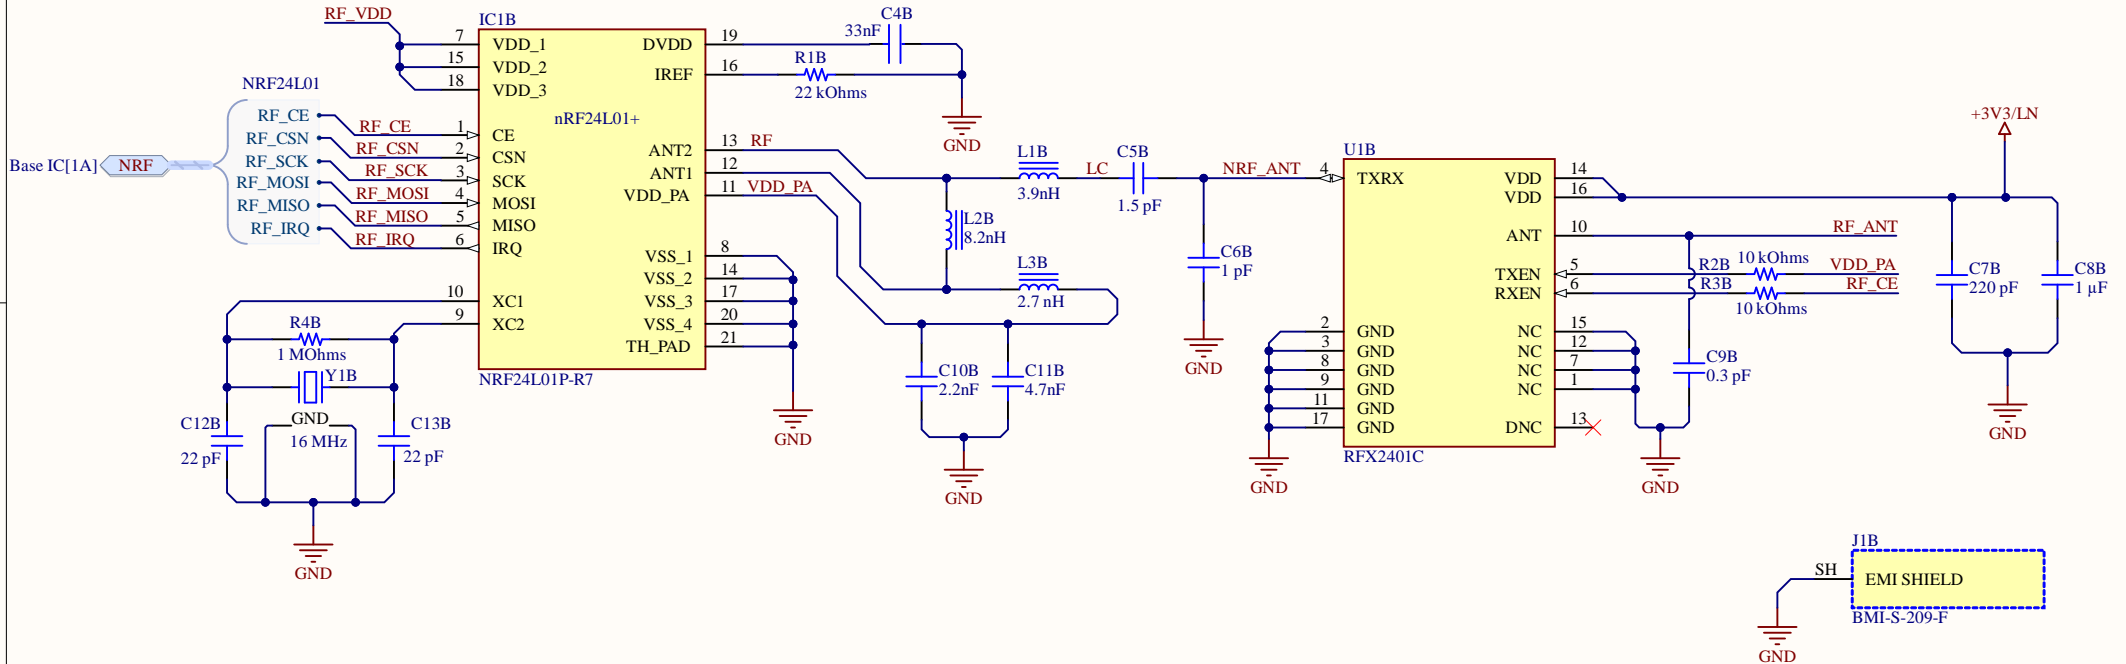 RF_VDD
NRF24L01
Base IC[1A]
NRF
RF_CE
RF_CSN
RF_SCK
RF_MOSI
RF_MISO
RF_IRQ
RF_CE
RF_CSN
RF_SCK
RF_MOSI
RF_MISO
RF_IRQ
IC1B
7 VDD_1
15 VDD_2
18 VDD_3
1 CE
2 CSN
3 SCK
4 MOSI
5 MISO
6 IRQ
10 XC1
9 XC2
nRF24L01+
DVDD 19
IREF 16
ANT2 13 RF
ANT1 12
VDD_PA 11 VDD_PA
VSS_1 8
VSS_2 14
VSS_3 17
VSS_4 20
TH_PAD 21
NRF24L01P-R7
R4B
1 MOhms
Y1B
GND
16 MHz
C12B
22 pF
C13B
22 pF
GND
C4B
33nF
R1B
22 kOhms
GND
GND
L1B
3.9nH
LC
C5B
1.5 pF
L2B
8.2nH
L3B
2.7 nH
C10B
2.2nF
C11B
4.7nF
GND
C6B
1 pF
GND
NRF_ANT
U1B
4 TXRX
2 GND
3 GND
8 GND
9 GND
11 GND
17 GND
VDD 14
VDD 16
ANT 10
TXEN 5
RXEN 6
NC 15
NC 12
NC 7
NC 1
DNC 13
RFX2401C
GND
RF_ANT
R2B 10 kOhms VDD_PA
R3B RF_CE
10 kOhms
C9B
0.3 pF
GND
+3V3/LN
C7B
220 pF
C8B
1 µF
GND
J1B
SH
EMI SHIELD
BMI-S-209-F
GND